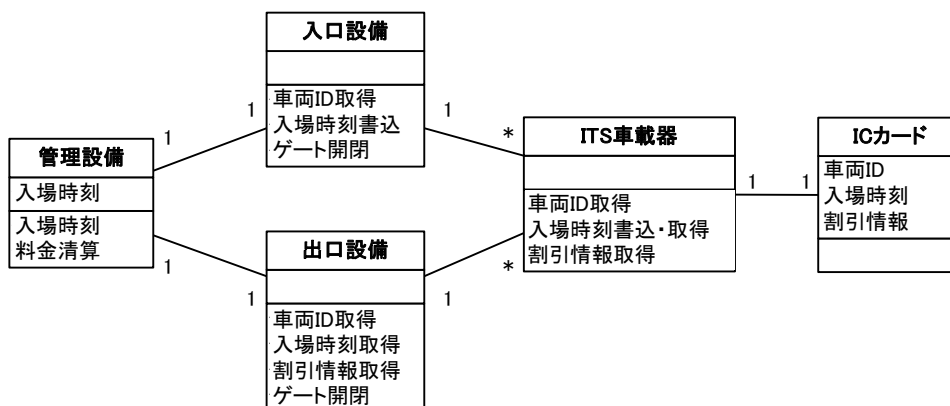 入口設備
車両ID取得
入場時刻書込
ゲート開閉
1
1
1
*
管理設備
入場時刻
入場時刻
料金清算
1
1
出口設備
車両ID取得
入場時刻取得
割引情報取得
ゲート開閉
1
*
ITS車載器
車両ID取得
入場時刻書込・取得
割引情報取得
1
1
ICカード
車両ID
入場時刻
割引情報